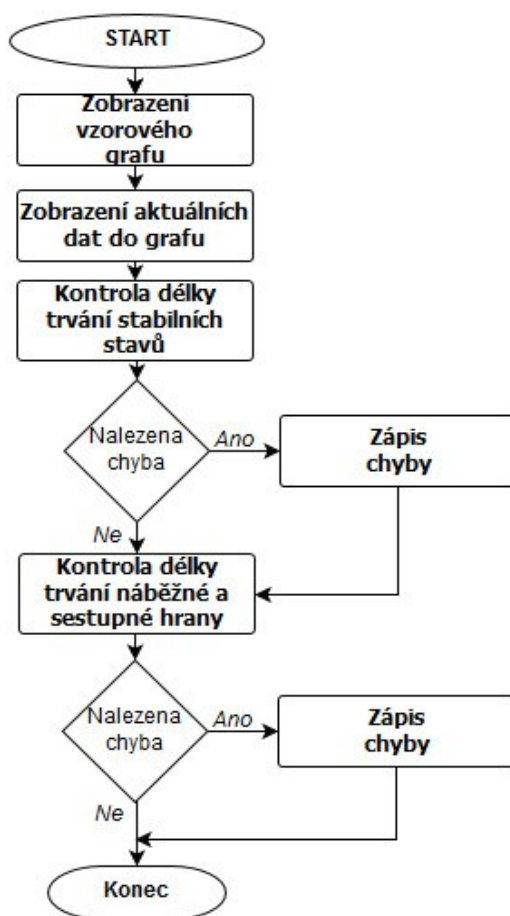 START
Zobrazeni
vzorového
grafu
Zobrazení aktuálních
dat do grafu
Kontrola délky
trvání stabilních
stavů
Nalezena
chyba
Ano
Zápis
chyby
Ne
Kontrola délky
trvání náběžné a
sestupné hrany
Nalezena
chyba
Ano
Zápis
chyby
Ne
Konec